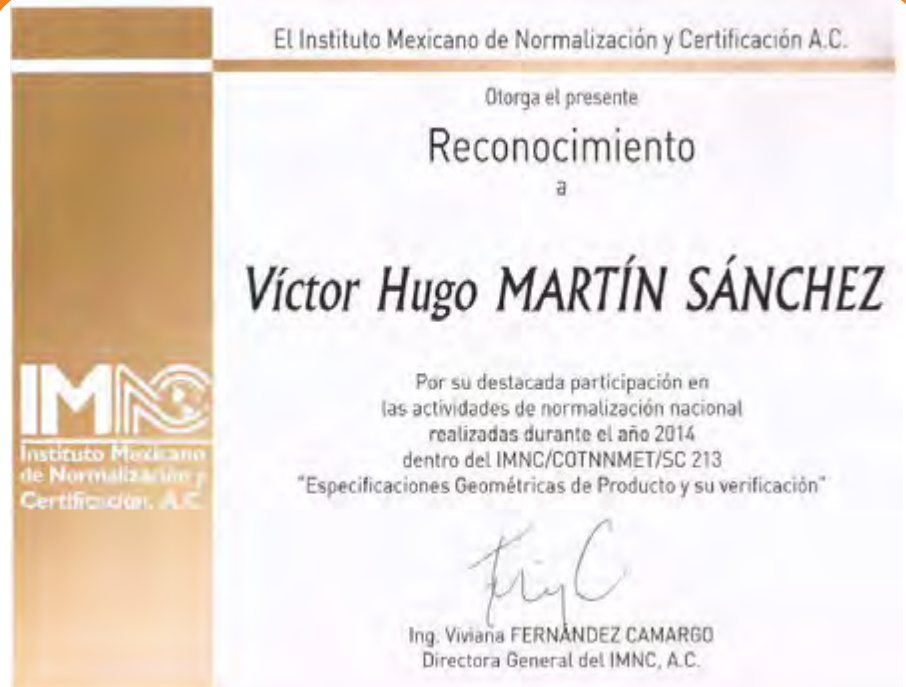 El Instituto Mexicano de Normalización y Certificación A.C.
Otorga el presente
Reconocimiento
a
Víctor Hugo MARTÍN SÁNCHEZ
Por su destacada participación en
las actividades de normalización nacional
realizadas durante el año 2014
dentro del IMNC/COTNNMET/SC 213
"Especificaciones Geométricas de Producto y su verificación"
Ing. Viviana FERNÁNDEZ CAMARGO
Directora General del IMNC, A.C.
IMNC
Instituto Mexicano
de Normalización y
Certificación, A.C.